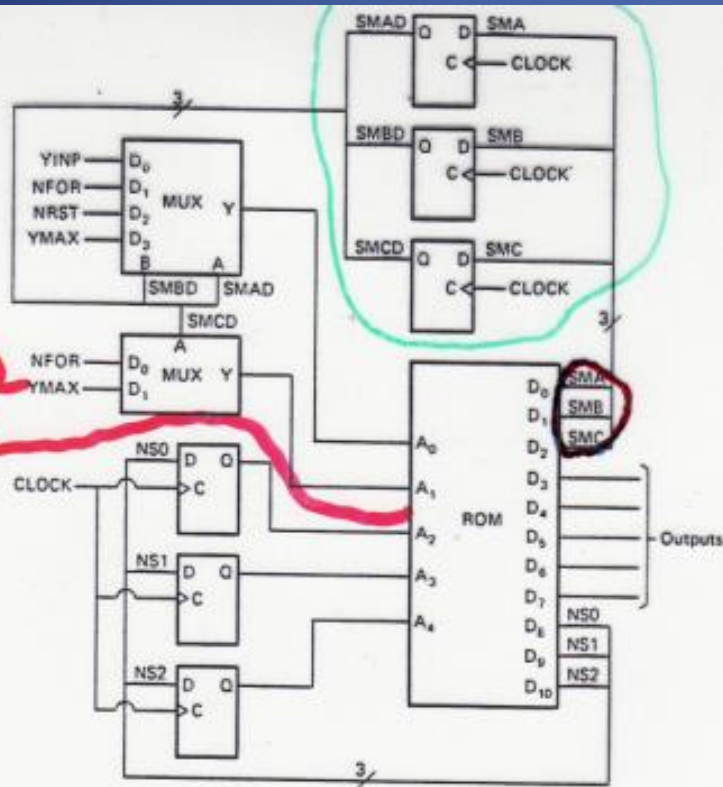 SMAD Q D SMA
C CLOCK
3
SMBD Q D SMB
C CLOCK
YINP D0
NFOR D1 MUX Y
NRST D2
YMAX D3
B A
SMBD SMAD
SMCD Q D SMC
C CLOCK
SMCD
3
A
NFOR D0 MUX Y
YMAX D1
D0 SMA
D1 SMB
D2 SMC
NS0 D Q
CLOCK C
A0
A1
A2
A3
A4
ROM
D3
D4
D5
D6
D7
Outputs
NS1 D Q
C
D8 NS0
D9 NS1
D10 NS2
NS2 D Q
C
3